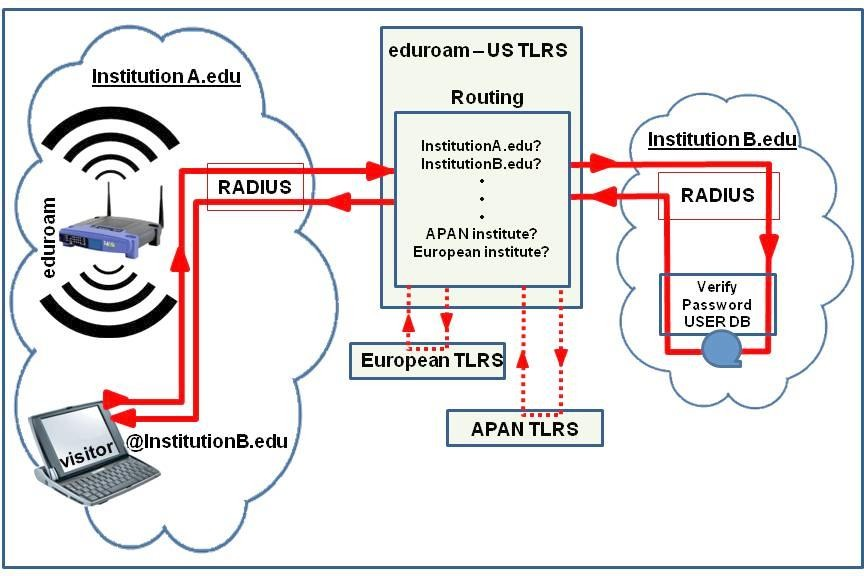 Institution A.edu
eduroam
RADIUS
visitor
@InstitutionB.edu
eduroam – US TLRS
Routing
InstitutionA.edu?
InstitutionB.edu?
APAN institute?
European institute?
European TLRS
APAN TLRS
Institution B.edu
RADIUS
Verify
Password
USER DB